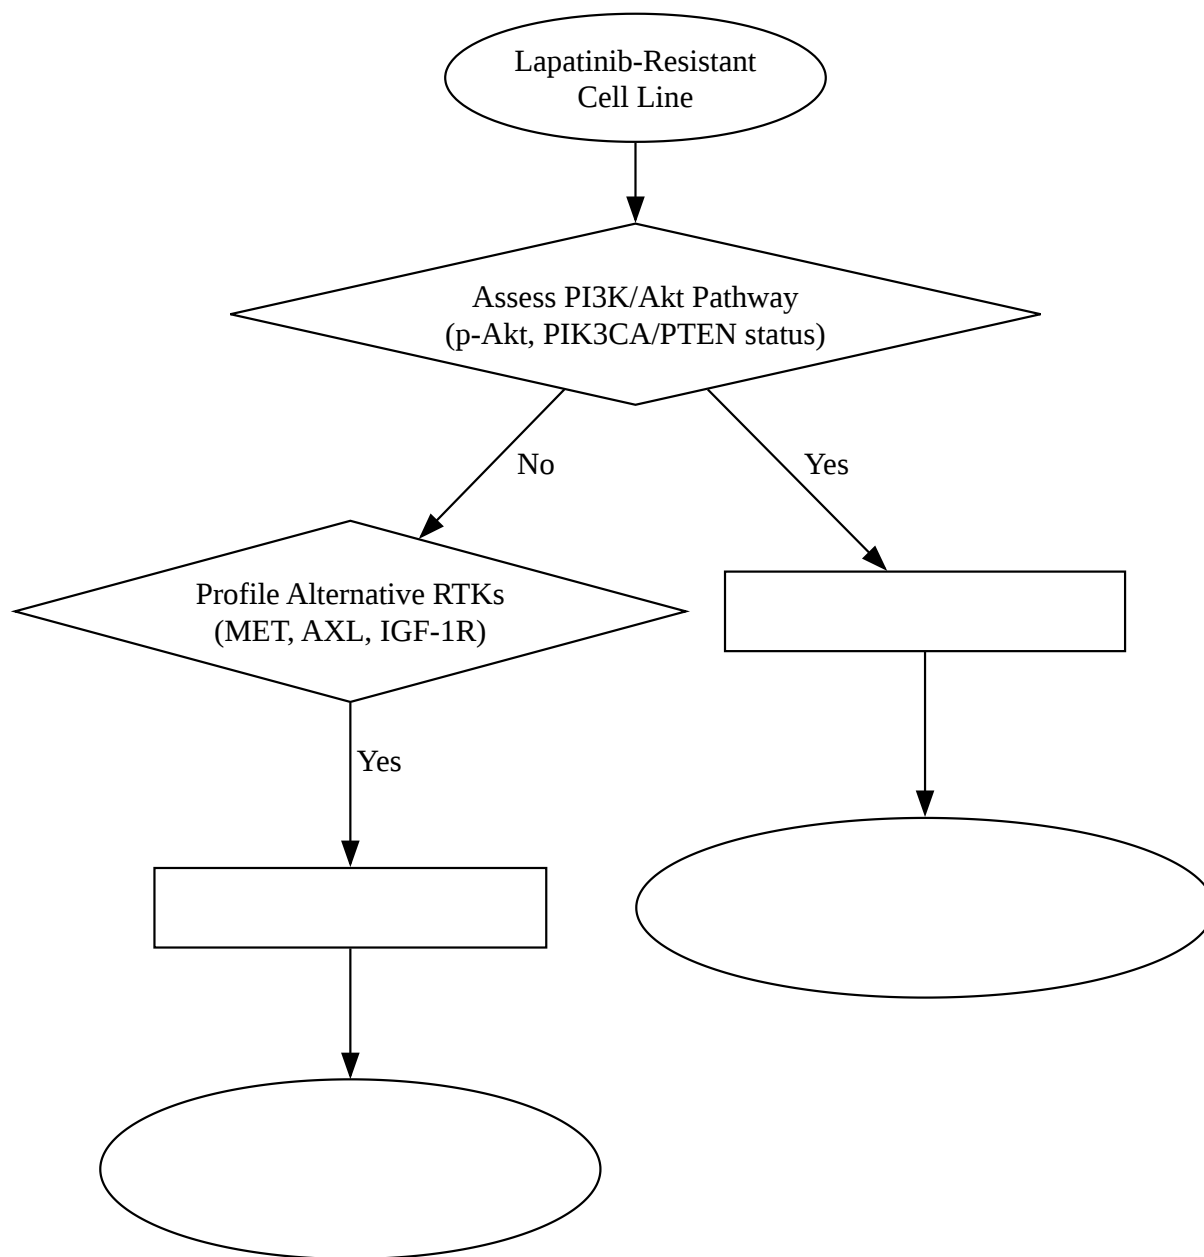 Lapatinib-Resistant
Cell Line
Assess PI3K/Akt Pathway
(p-Akt, PIK3CA/PTEN status)
No
Yes
Profile Alternative RTKs
(MET, AXL, IGF-1R)
Yes